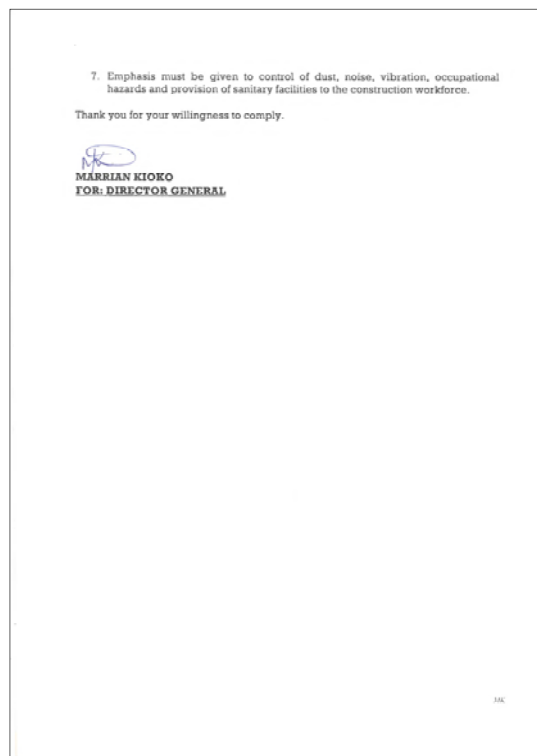 7. Emphasis must be given to control of dust, noise, vibration, occupational
hazards and provision of sanitary facilities to the construction workforce.
Thank you for your willingness to comply.
MARRIAN KIOKO
FOR: DIRECTOR GENERAL